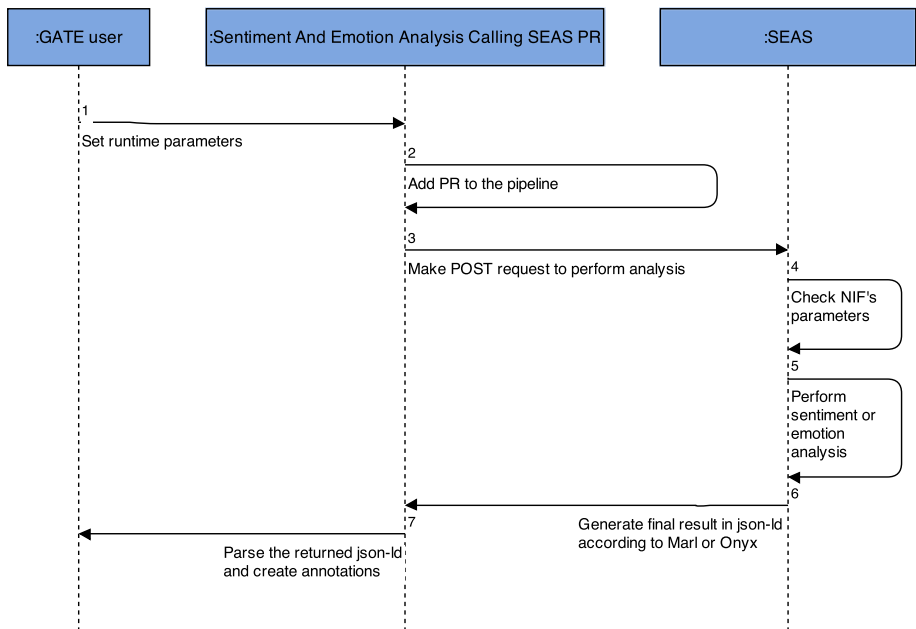 :GATE user
:Sentiment And Emotion Analysis Calling SEAS PR
:SEAS
1
Set runtime parameters
2
Add PR to the pipeline
3
Make POST request to perform analysis
4
Check NIF's
parameters
5
Perform
sentiment or
emotion
analysis
6
Generate final result in json-ld
according to Marl or Onyx
7
Parse the returned json-ld
and create annotations